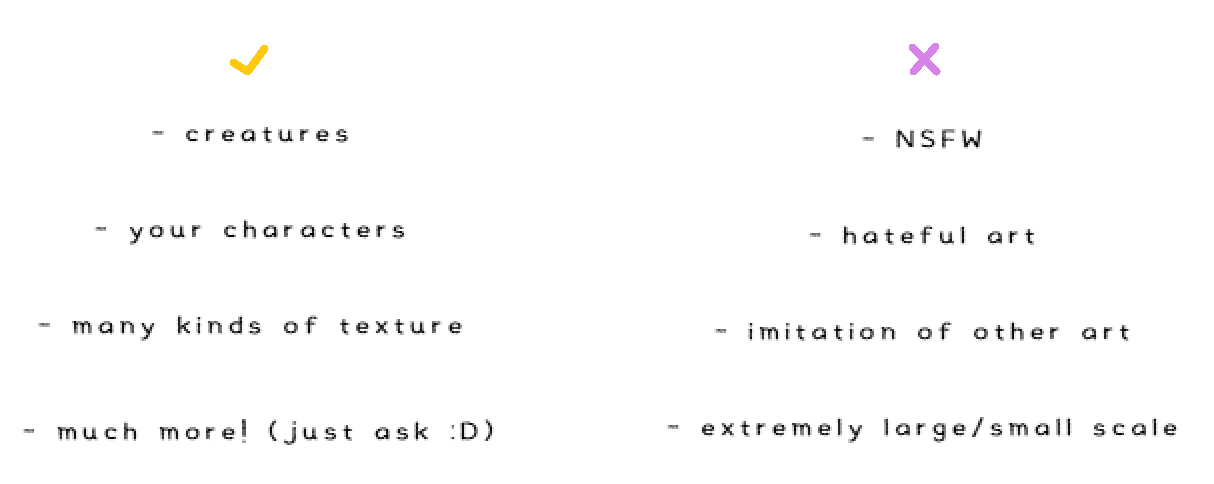 ~ creatures
~ your characters
~ many kinds of texture
~ much more! (just ask :D)
~ NSFW
~ hateful art
~ imitation of other art
~ extremely large/small scale